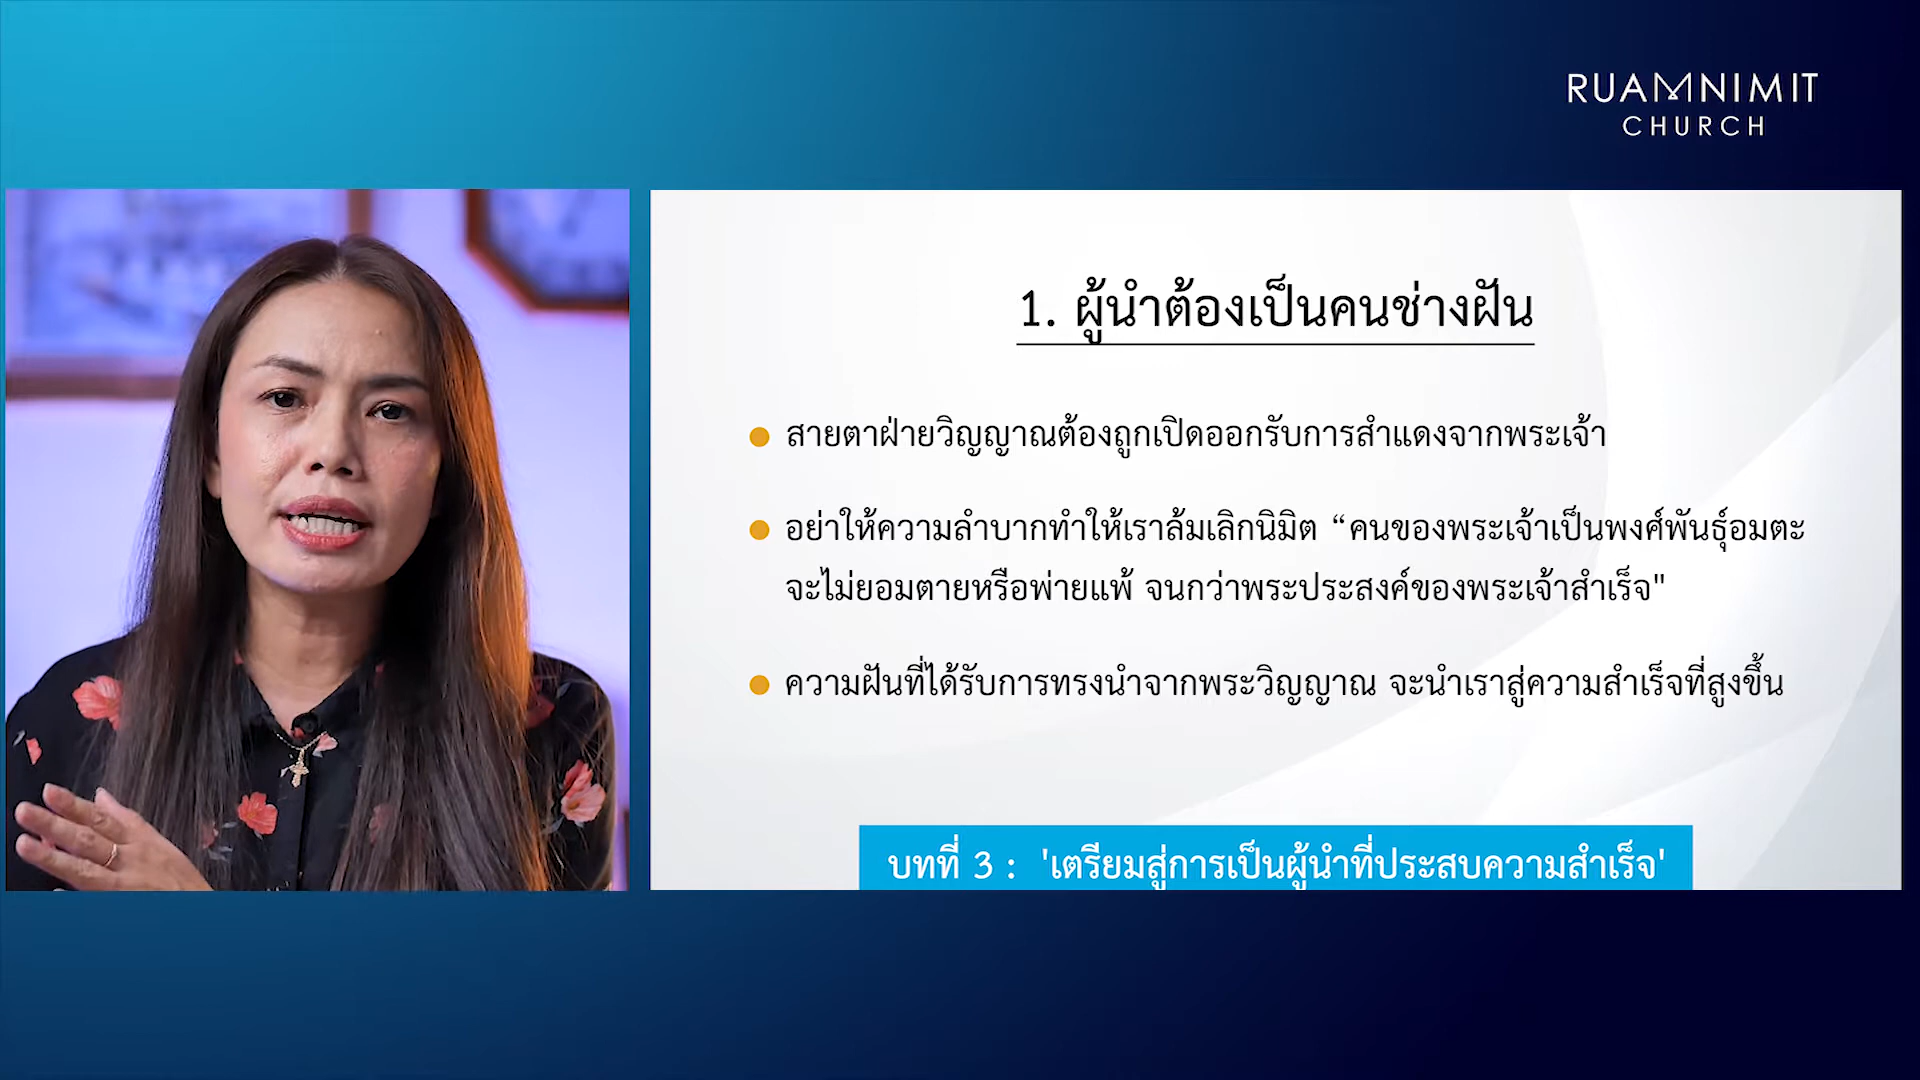 RUAMNIMIT
CHURCH
1. ผู้นำต้องเป็นคนช่างฝัน
สายตาฝ่ายวิญญาณต้องถูกเปิดออกรับการสำแดงจากพระเจ้า
อย่าให้ความลำบากทำให้เราล้มเลิกนิมิต “คนของพระเจ้าเป็นพงศ์พันธุ์อมตะ
จะไม่ยอมตายหรือพ่ายแพ้ จนกว่าพระประสงค์ของพระเจ้าสำเร็จ"
ความฝันที่ได้รับการทรงนำจากพระวิญญาณ จะนำเราสู่ความสำเร็จที่สูงขึ้น
บทที่ 3 : 'เตรียมสู่การเป็นผู้นำที่ประสบความสำเร็จ'